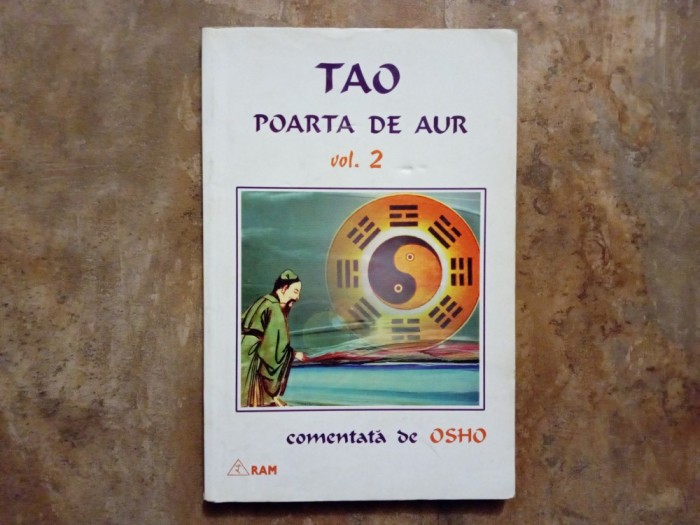 TAO
POARTA DE AUR
vol. 2
comentată de OSHO
RAM